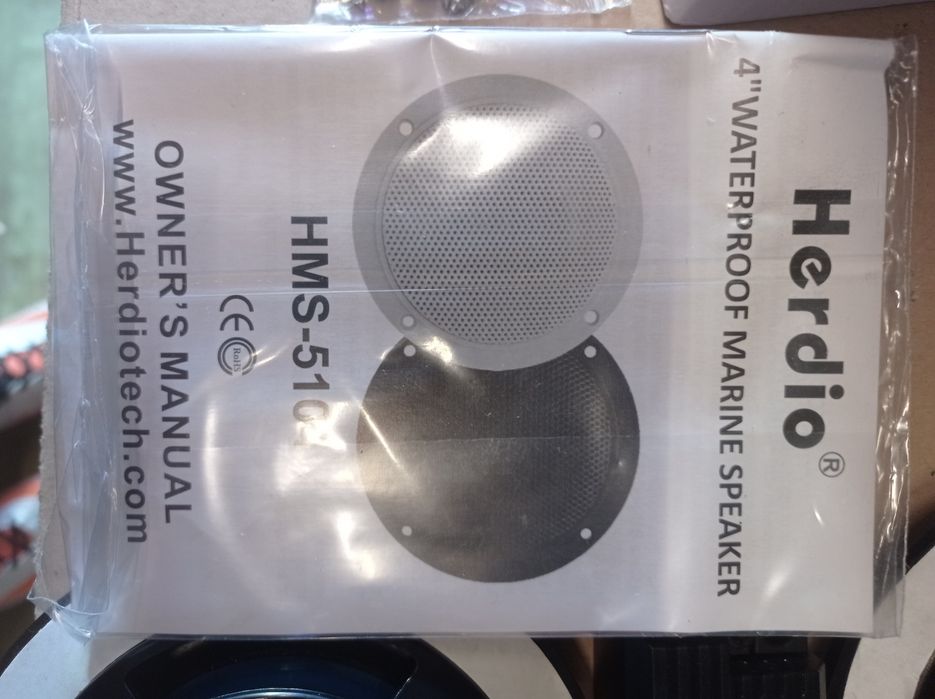 Herdio®
4"WATERPROOF MARINE SPEAKER
CE RoHS
OWNER'S MANUAL
www.Herdiotech.com